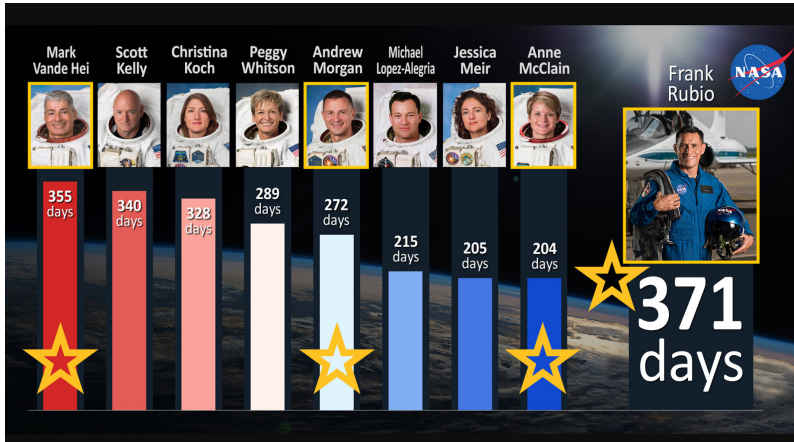 Mark
Vande Hei
Scott
Kelly
Christina
Koch
Peggy
Whitson
Andrew
Morgan
Michael
Lopez-Alegria
Jessica
Meir
Anne
McClain
Frank
Rubio
NASA
355
days
340
days
328
days
289
days
272
days
215
days
205
days
204
days
371
days